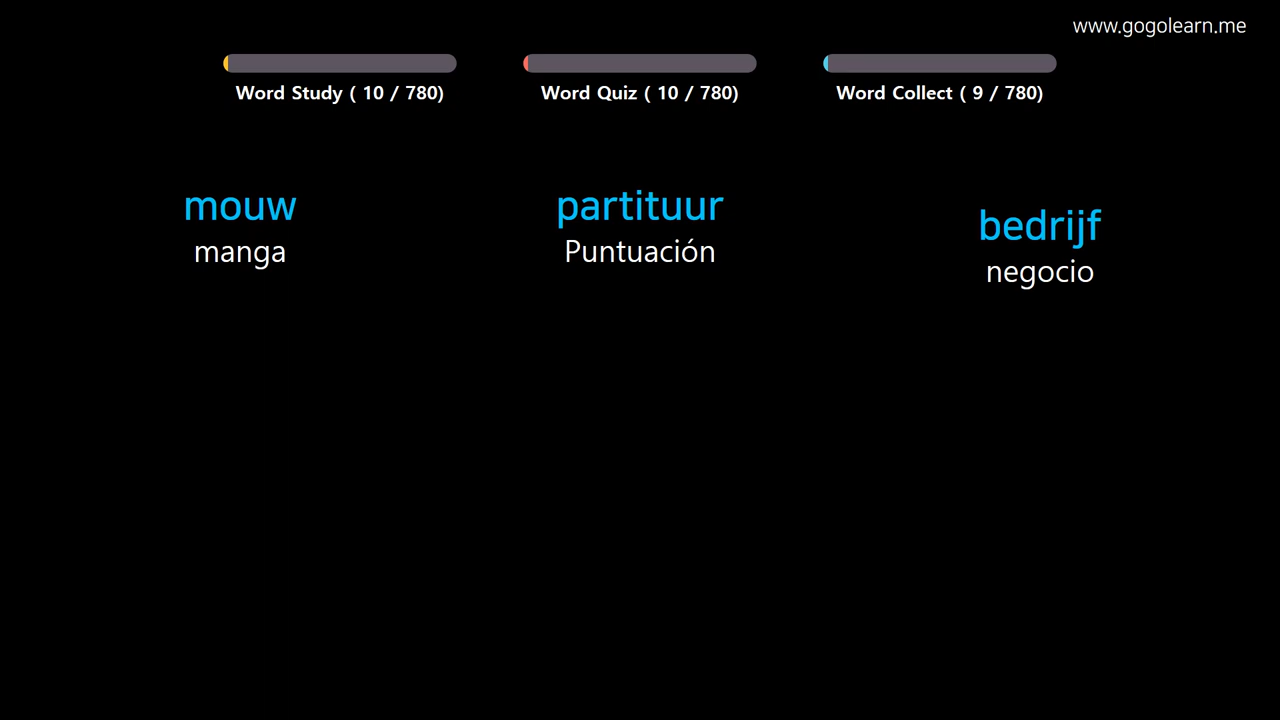 www.gogolearn.me
Word Study ( 10 / 780)
Word Quiz ( 10 / 780)
Word Collect ( 9 / 780)
mouw
manga
partituur
Puntuación
bedrijf
negocio